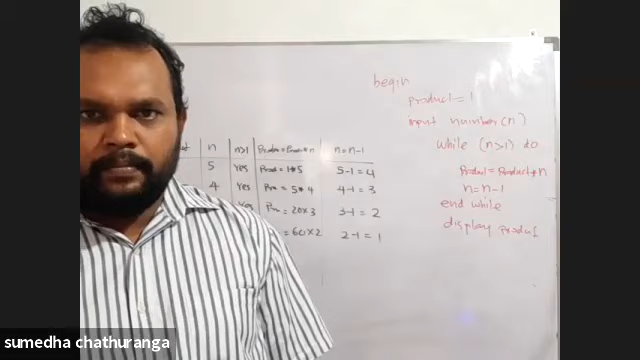 begin
product = 1
input number (n)
while (n>1) do
Product = Product * n
n = n-1
end while
display product
n n>1 Product = Product * n n = n-1
5 Yes Prod = 1*5 5-1 = 4
4 Yes Pro = 5*4 4-1 = 3
Yes Pro = 20×3 3-1 = 2
= 60×2 2-1 = 1
sumedha chathuranga